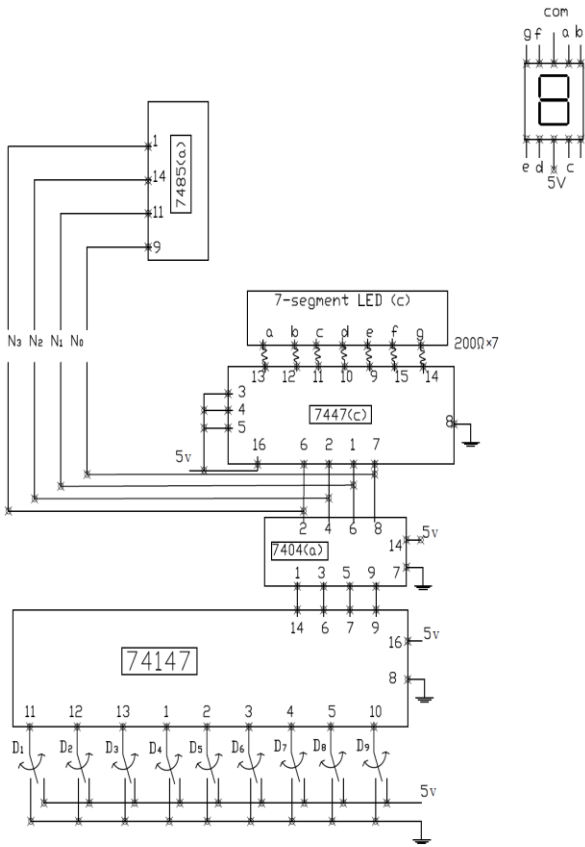 com
g f a b
e d c
5V
1
14
11
9
7485(a)
N3 N2 N1 N0
7-segment LED (c)
a b c d e f g
200Ω×7
13 12 11 10 9 15 14
3
4
5
7447(c)
8
5v
16 6 2 1 7
2 4 6 8
7404(a)
14 5v
7
1 3 5 9
14 6 7 9
74147
16 5v
8
11 12 13 1 2 3 4 5 10
D1 D2 D3 D4 D5 D6 D7 D8 D9
5v